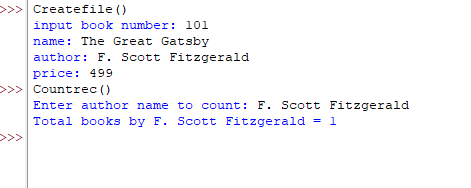 >>> Createfile()
input book number: 101
name: The Great Gatsby
author: F. Scott Fitzgerald
price: 499
>>> Countrec()
Enter author name to count: F. Scott Fitzgerald
Total books by F. Scott Fitzgerald = 1
>>>